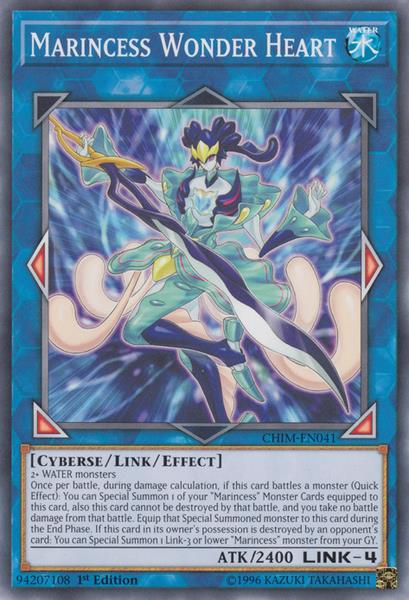 MARINCESS WONDER HEART
WATER
水
CHIM-EN041
[CYBERSE/LINK/EFFECT]
2+ WATER monsters
Once per battle, during damage calculation, if this card battles a monster (Quick
Effect): You can Special Summon 1 of your "Marincess" Monster Cards equipped to
this card, also this card cannot be destroyed by that battle, and you take no battle
damage from that battle. Equip that Special Summoned monster to this card during
the End Phase. If this card in its owner's possession is destroyed by an opponent's
card: You can Special Summon 1 Link-3 or lower "Marincess" monster from your GY.
ATK/2400 LINK-4
94207108 1st Edition ©1996 KAZUKI TAKAHASHI